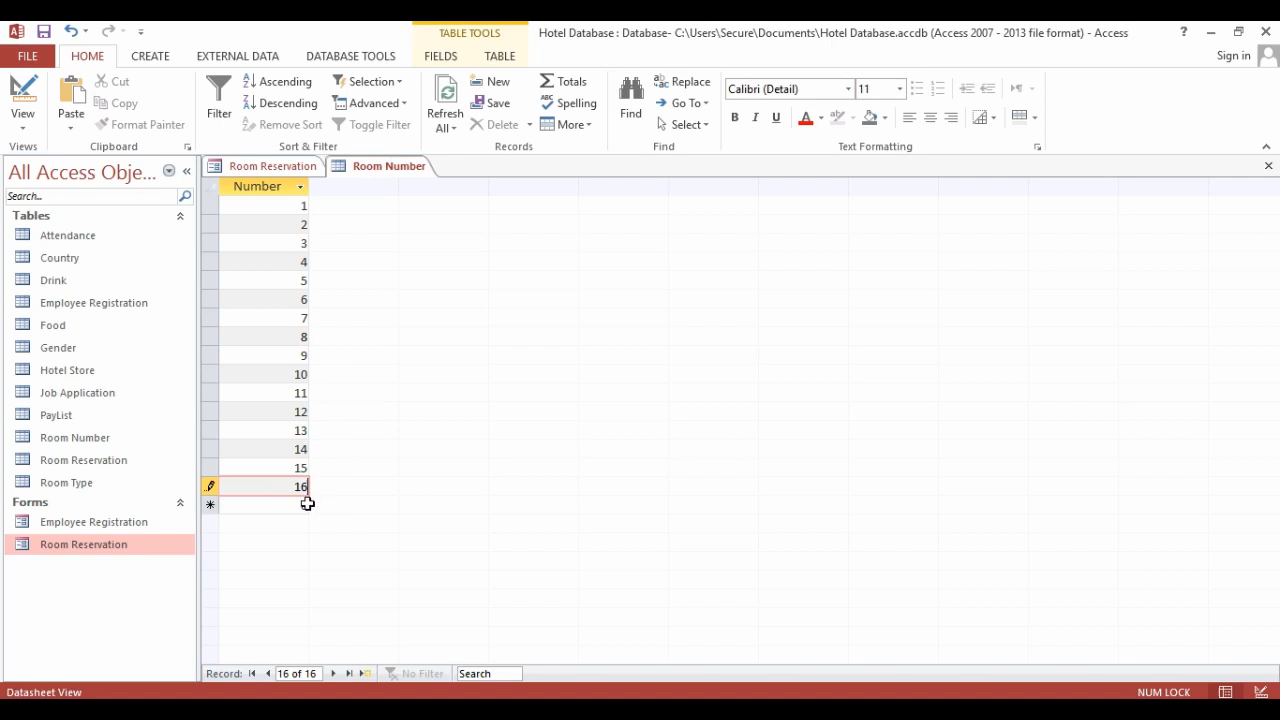 TABLE TOOLS
Hotel Database : Database- C:\Users\Secure\Documents\Hotel Database.accdb (Access 2007 - 2013 file format) - Access
?
FILE HOME CREATE EXTERNAL DATA DATABASE TOOLS FIELDS TABLE Sign in
View
Views
Paste
Cut
Copy
Format Painter
Clipboard
Filter
Ascending
Descending
Remove Sort
Selection
Advanced
Toggle Filter
Sort & Filter
Refresh
All
New
Save
Delete
Totals
Spelling
More
Records
Find
Replace
Go To
Select
Find
Calibri (Detail) 11
B I U A
Text Formatting
All Access Obje...
Search..
Tables
Attendance
Country
Drink
Employee Registration
Food
Gender
Hotel Store
Job Application
PayList
Room Number
Room Reservation
Room Type
Forms
Employee Registration
Room Reservation
Room Reservation Room Number
Number
1
2
3
4
5
6
7
8
9
10
11
12
13
14
15
16
Record: 16 of 16 No Filter Search
Datasheet View NUM LOCK